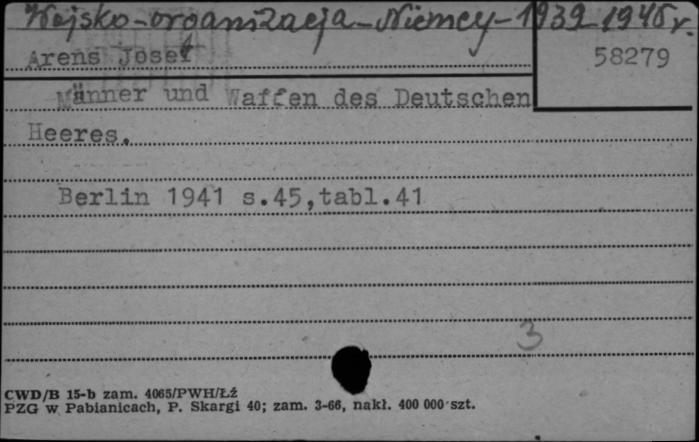 Wojsko-organizacja-Niemcy-1939-1945 r.
58279
Arens Josef
Männer und Waffen des Deutschen
Heeres.
Berlin 1941 s.45,tabl.41
3
CWD/B 15-b zam. 4065/PWH/Łź
PZG w Pabianicach, P. Skargi 40; zam. 3-66, nakł. 400 000 szt.